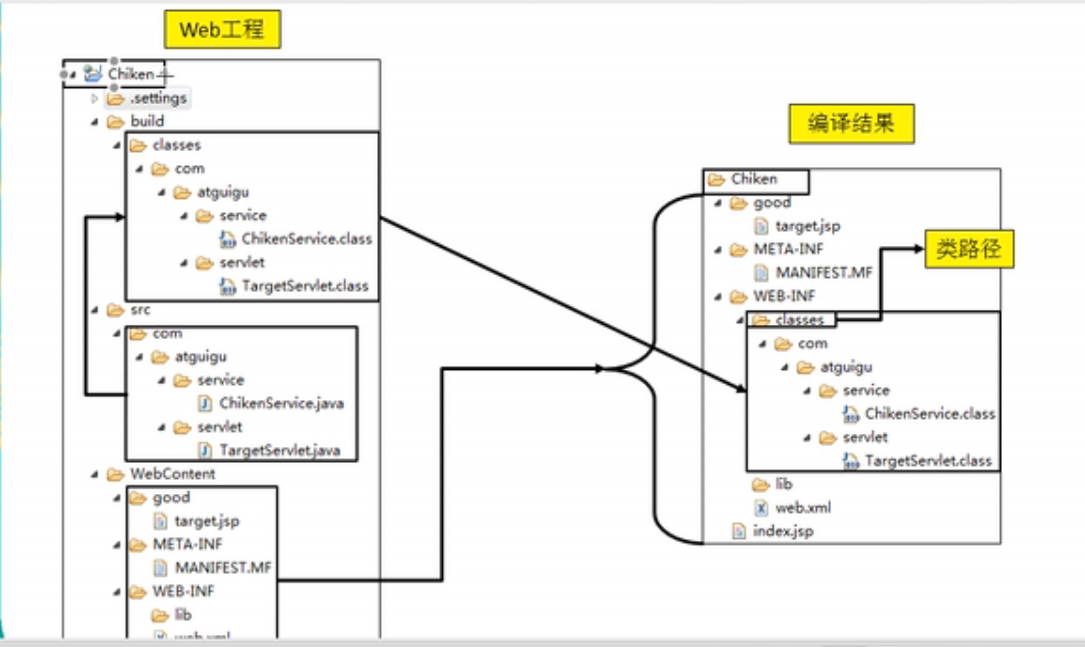 Web工程
Chiken
.settings
build
classes
com
atguigu
service
ChikenService.class
servlet
TargetServlet.class
src
com
atguigu
service
ChikenService.java
servlet
TargetServlet.java
WebContent
good
target.jsp
META-INF
MANIFEST.MF
WEB-INF
lib
编译结果
Chiken
good
target.jsp
META-INF
MANIFEST.MF
类路径
WEB-INF
classes
com
atguigu
service
ChikenService.class
servlet
TargetServlet.class
lib
web.xml
index.jsp